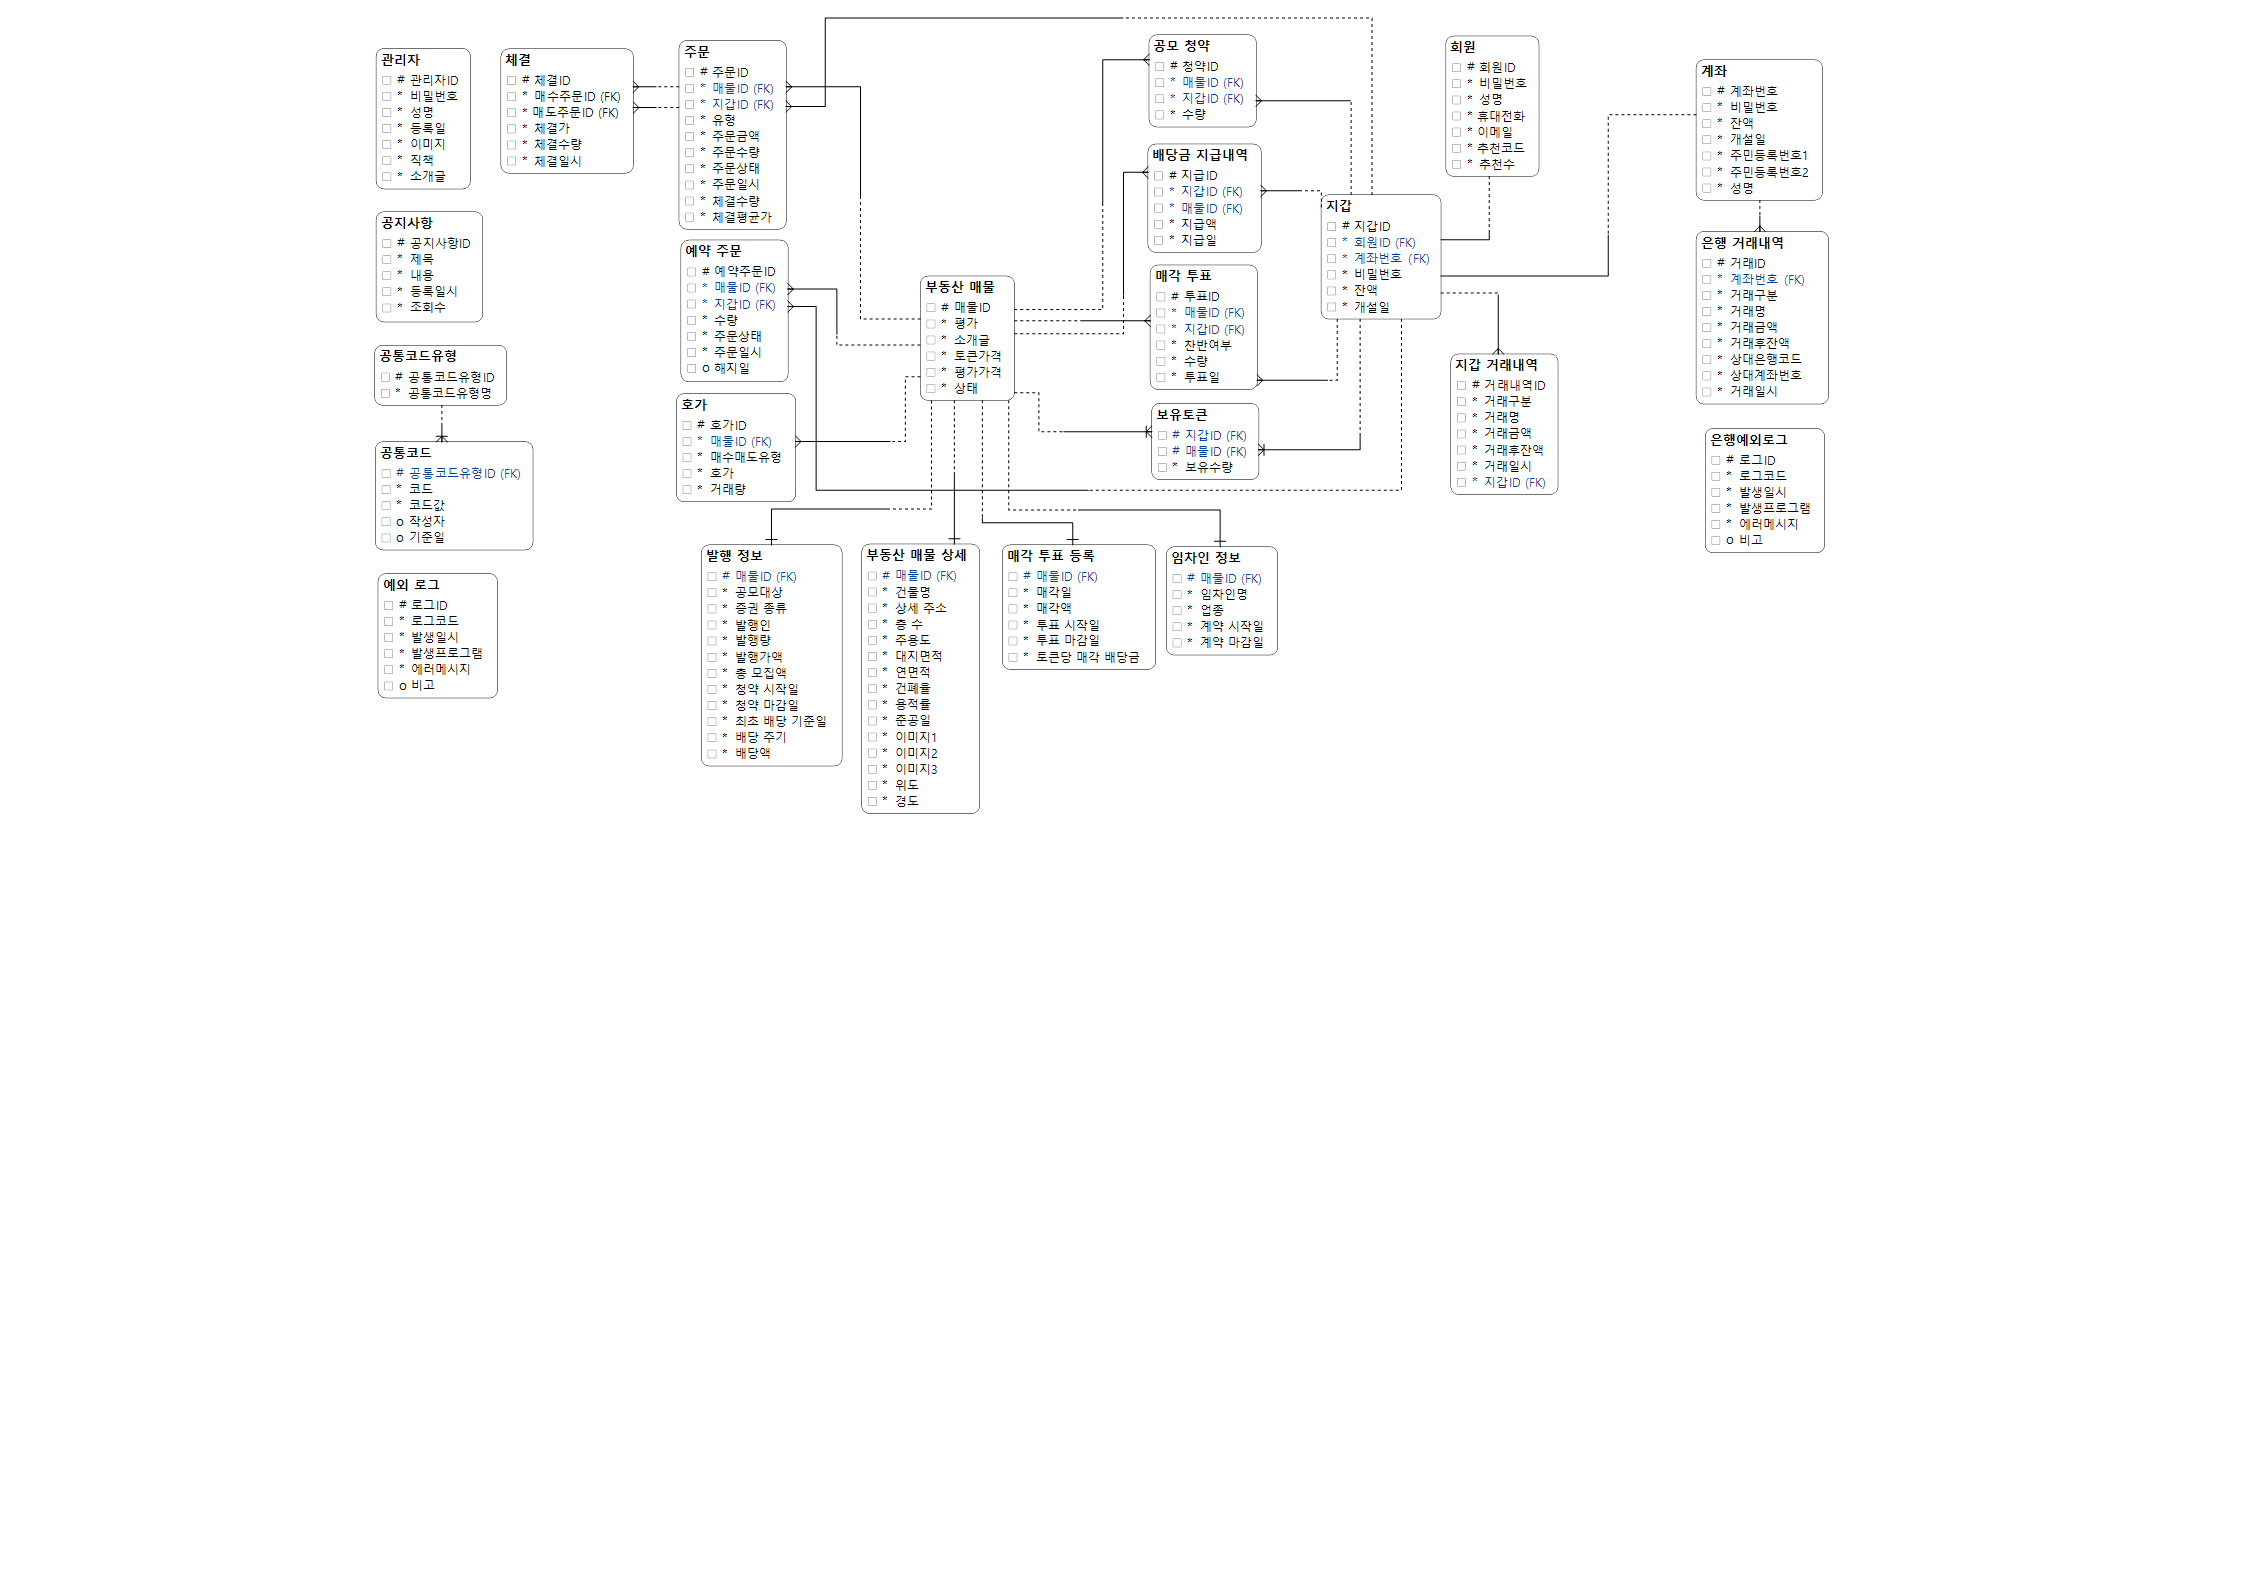 관리자
# 관리자ID
* 비밀번호
* 성명
* 등록일
* 이미지
* 직책
* 소개글
체결
# 체결ID
* 매수주문ID (FK)
* 매도주문ID (FK)
* 체결가
* 체결수량
* 체결일시
주문
# 주문ID
* 매물ID (FK)
* 지갑ID (FK)
* 유형
* 주문금액
* 주문수량
* 주문상태
* 주문일시
* 체결수량
* 체결평균가
공모 청약
# 청약ID
* 매물ID (FK)
* 지갑ID (FK)
* 수량
회원
# 회원ID
* 비밀번호
* 성명
* 휴대전화
* 이메일
* 추천코드
* 추천수
계좌
# 계좌번호
* 비밀번호
* 잔액
* 개설일
* 주민등록번호1
* 주민등록번호2
* 성명
배당금 지급내역
# 지급ID
* 지갑ID (FK)
* 매물ID (FK)
* 지급액
* 지급일
지갑
# 지갑ID
* 회원ID (FK)
* 계좌번호 (FK)
* 비밀번호
* 잔액
* 개설일
공지사항
# 공지사항ID
* 제목
* 내용
* 등록일시
* 조회수
예약 주문
# 예약주문ID
* 매물ID (FK)
* 지갑ID (FK)
* 수량
* 주문상태
* 주문일시
o 해지일
부동산 매물
# 매물ID
* 평가
* 소개글
* 토큰가격
* 평가가격
* 상태
매각 투표
# 투표ID
* 매물ID (FK)
* 지갑ID (FK)
* 찬반여부
* 수량
* 투표일
은행 거래내역
# 거래ID
* 계좌번호 (FK)
* 거래구분
* 거래명
* 거래금액
* 거래후잔액
* 상대은행코드
* 상대계좌번호
* 거래일시
공통코드유형
# 공통코드유형ID
* 공통코드유형명
호가
# 호가ID
* 매물ID (FK)
* 매수매도유형
* 호가
* 거래량
보유토큰
# 지갑ID (FK)
# 매물ID (FK)
* 보유수량
지갑 거래내역
# 거래내역ID
* 거래구분
* 거래명
* 거래금액
* 거래후잔액
* 거래일시
* 지갑ID (FK)
은행예외로그
# 로그ID
* 로그코드
* 발생일시
* 발생프로그램
* 에러메시지
o 비고
공통코드
# 공통코드유형ID (FK)
* 코드
* 코드값
o 작성자
o 기준일
예외 로그
# 로그ID
* 로그코드
* 발생일시
* 발생프로그램
* 에러메시지
o 비고
발행 정보
# 매물ID (FK)
* 공모대상
* 증권 종류
* 발행인
* 발행량
* 발행가액
* 총 모집액
* 청약 시작일
* 청약 마감일
* 최초 배당 기준일
* 배당 주기
* 배당액
부동산 매물 상세
# 매물ID (FK)
* 건물명
* 상세 주소
* 층 수
* 주용도
* 대지면적
* 연면적
* 건폐율
* 용적률
* 준공일
* 이미지1
* 이미지2
* 이미지3
* 위도
* 경도
매각 투표 등록
# 매물ID (FK)
* 매각일
* 매각액
* 투표 시작일
* 투표 마감일
* 토큰당 매각 배당금
임차인 정보
# 매물ID (FK)
* 임차인명
* 업종
* 계약 시작일
* 계약 마감일